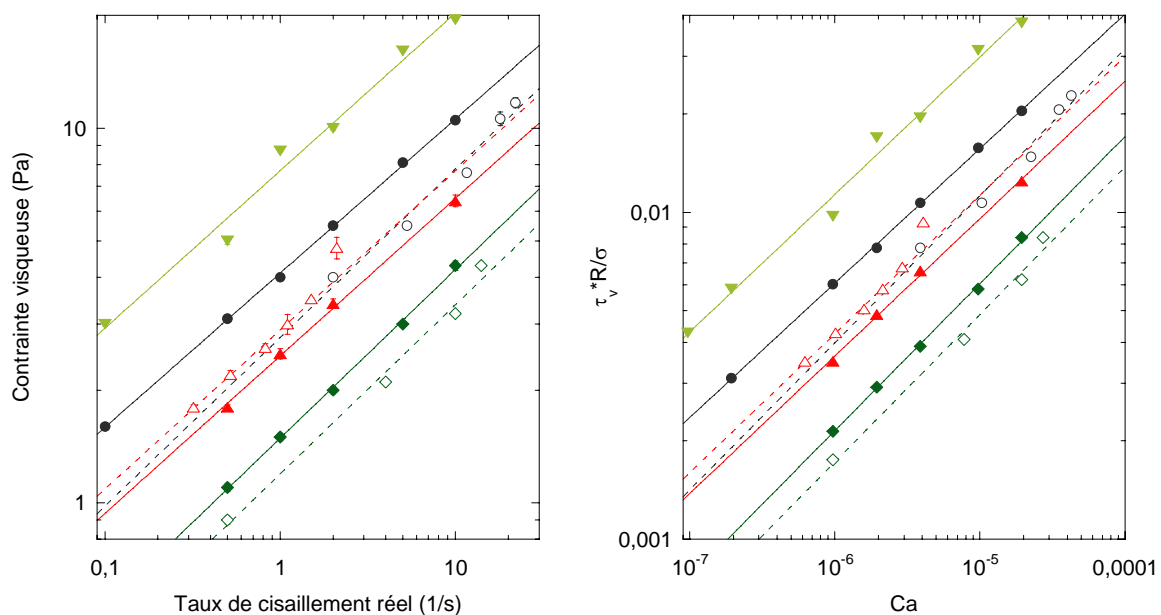 Contrainte visqueuse (Pa)
10
1
0,1
1
10
Taux de cisaillement réel (1/s)
τ_v*R/σ
0,01
0,001
10⁻⁷
10⁻⁶
10⁻⁵
0,0001
Ca